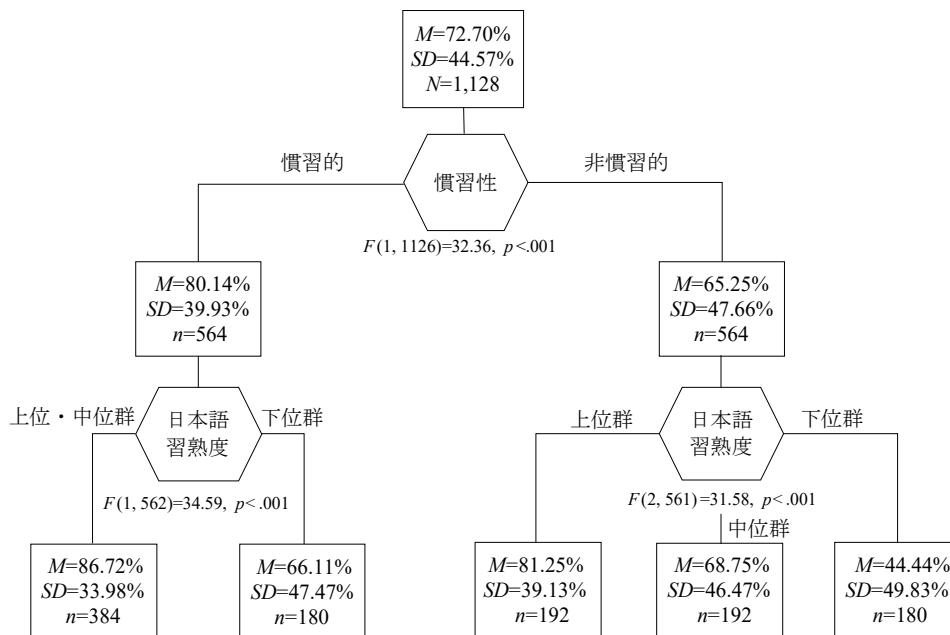 M=72.70%
SD=44.57%
N=1,128
慣習的
慣習性
非慣習的
F(1, 1126)=32.36, p<.001
M=80.14%
SD=39.93%
n=564
M=65.25%
SD=47.66%
n=564
上位・中位群
日本語
習熟度
下位群
F(1, 562)=34.59, p<.001
上位群
日本語
習熟度
下位群
F(2, 561)=31.58, p<.001
中位群
M=86.72%
SD=33.98%
n=384
M=66.11%
SD=47.47%
n=180
M=81.25%
SD=39.13%
n=192
M=68.75%
SD=46.47%
n=192
M=44.44%
SD=49.83%
n=180